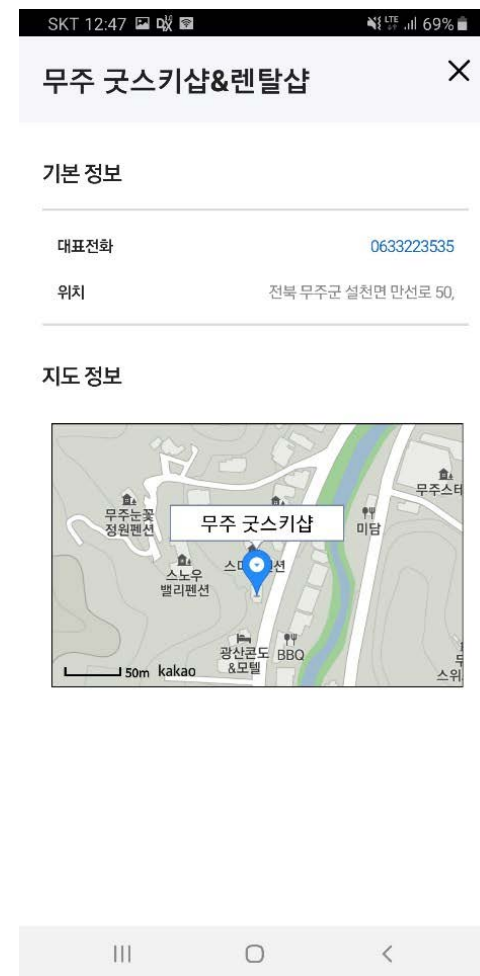 SKT 12:47
LTE 69%
무주 굿스키샵&렌탈샵
기본 정보
대표전화 0633223535
위치 전북 무주군 설천면 만선로 50,
지도 정보
무주스터
무주눈꽃
정원펜션
무주 굿스키샵
미담
스노우
밸리펜션
광산콘도
&모텔
BBQ
스위
50m kakao